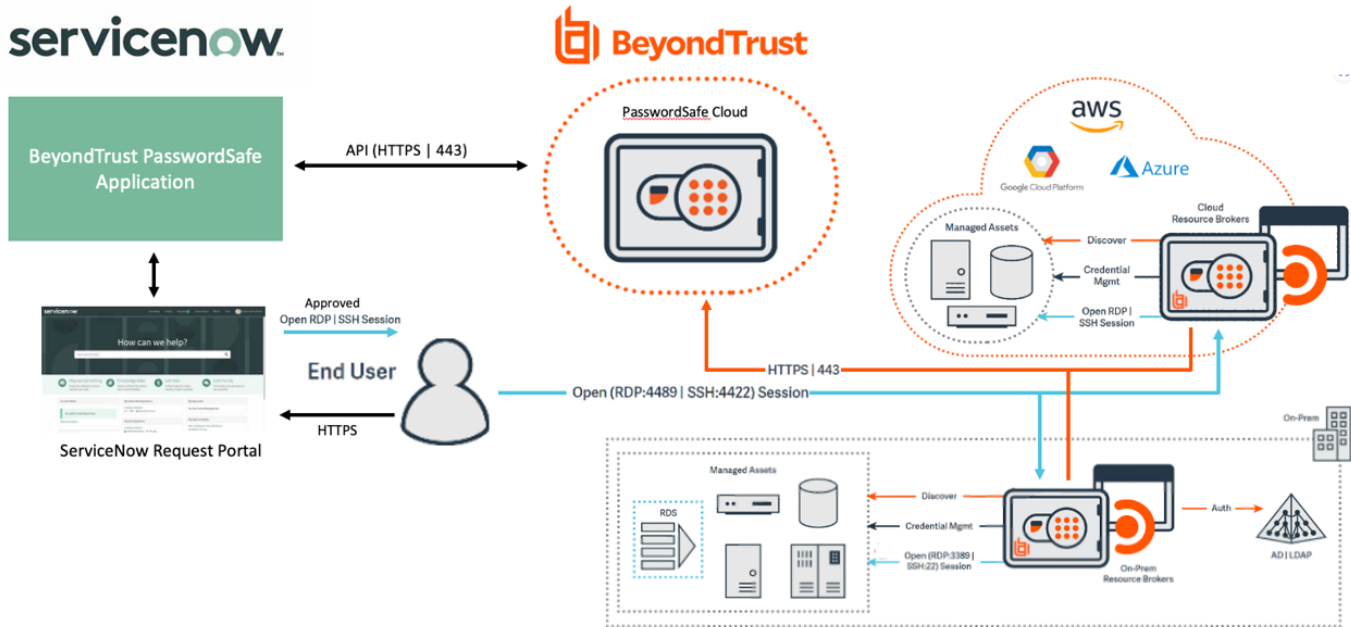 servicenow™
BeyondTrust
BeyondTrust PasswordSafe
Application
API (HTTPS | 443)
PasswordSafe Cloud
aws
Google Cloud Platform
Azure
Cloud
Resource Brokers
Managed Assets
Discover
Credential
Mgmt
Open RDP |
SSH Session
servicenow
How can we help?
ServiceNow Request Portal
Approved
Open RDP | SSH Session
End User
HTTPS
HTTPS | 443
Open (RDP:4489 | SSH:4422) Session
On-Prem
Managed Assets
RDS
Discover
Credential Mgmt
Open (RDP:3389 |
SSH:22) Session
On-Prem
Resource Brokers
Auth
AD | LDAP